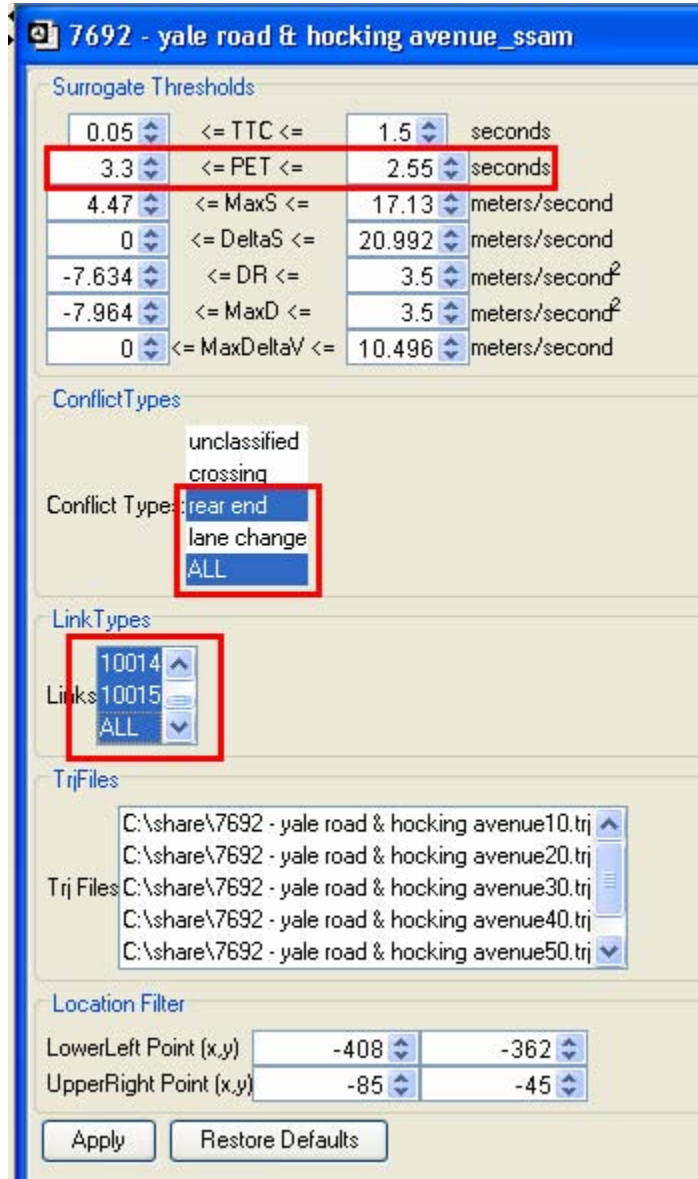 7692 - yale road & hocking avenue_ssam
Surrogate Thresholds
0.05 <= TTC <= 1.5 seconds
3.3 <= PET <= 2.55 seconds
4.47 <= MaxS <= 17.13 meters/second
0 <= DeltaS <= 20.992 meters/second
-7.634 <= DR <= 3.5 meters/second²
-7.964 <= MaxD <= 3.5 meters/second²
0 <= MaxDeltaV <= 10.496 meters/second
ConflictTypes
unclassified
crossing
Conflict Types: rear end
lane change
ALL
LinkTypes
10014
Links 10015
ALL
TrjFiles
C:\share\7692 - yale road & hocking avenue10.trj
C:\share\7692 - yale road & hocking avenue20.trj
Trj Files C:\share\7692 - yale road & hocking avenue30.trj
C:\share\7692 - yale road & hocking avenue40.trj
C:\share\7692 - yale road & hocking avenue50.trj
Location Filter
LowerLeft Point (x,y) -408 -362
UpperRight Point (x,y) -85 -45
Apply Restore Defaults